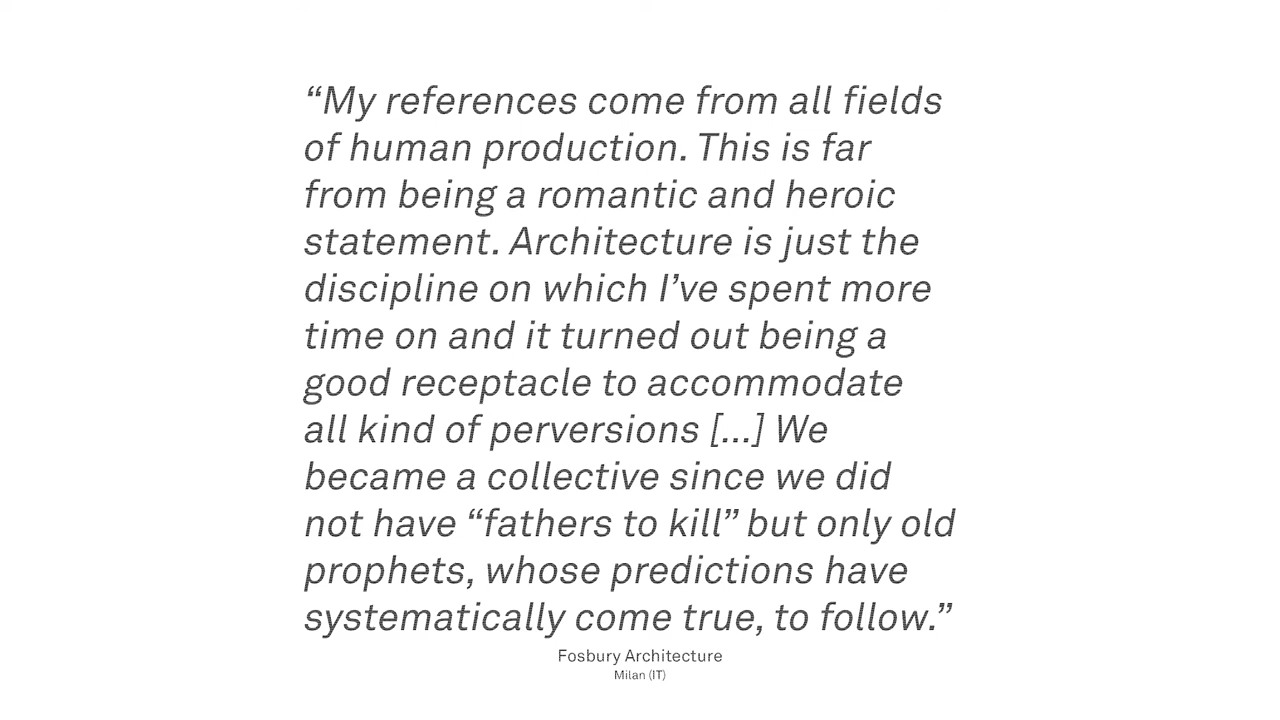 “My references come from all fields
of human production. This is far
from being a romantic and heroic
statement. Architecture is just the
discipline on which I’ve spent more
time on and it turned out being a
good receptacle to accommodate
all kind of perversions [...] We
became a collective since we did
not have “fathers to kill” but only old
prophets, whose predictions have
systematically come true, to follow.”
Fosbury Architecture
Milan (IT)